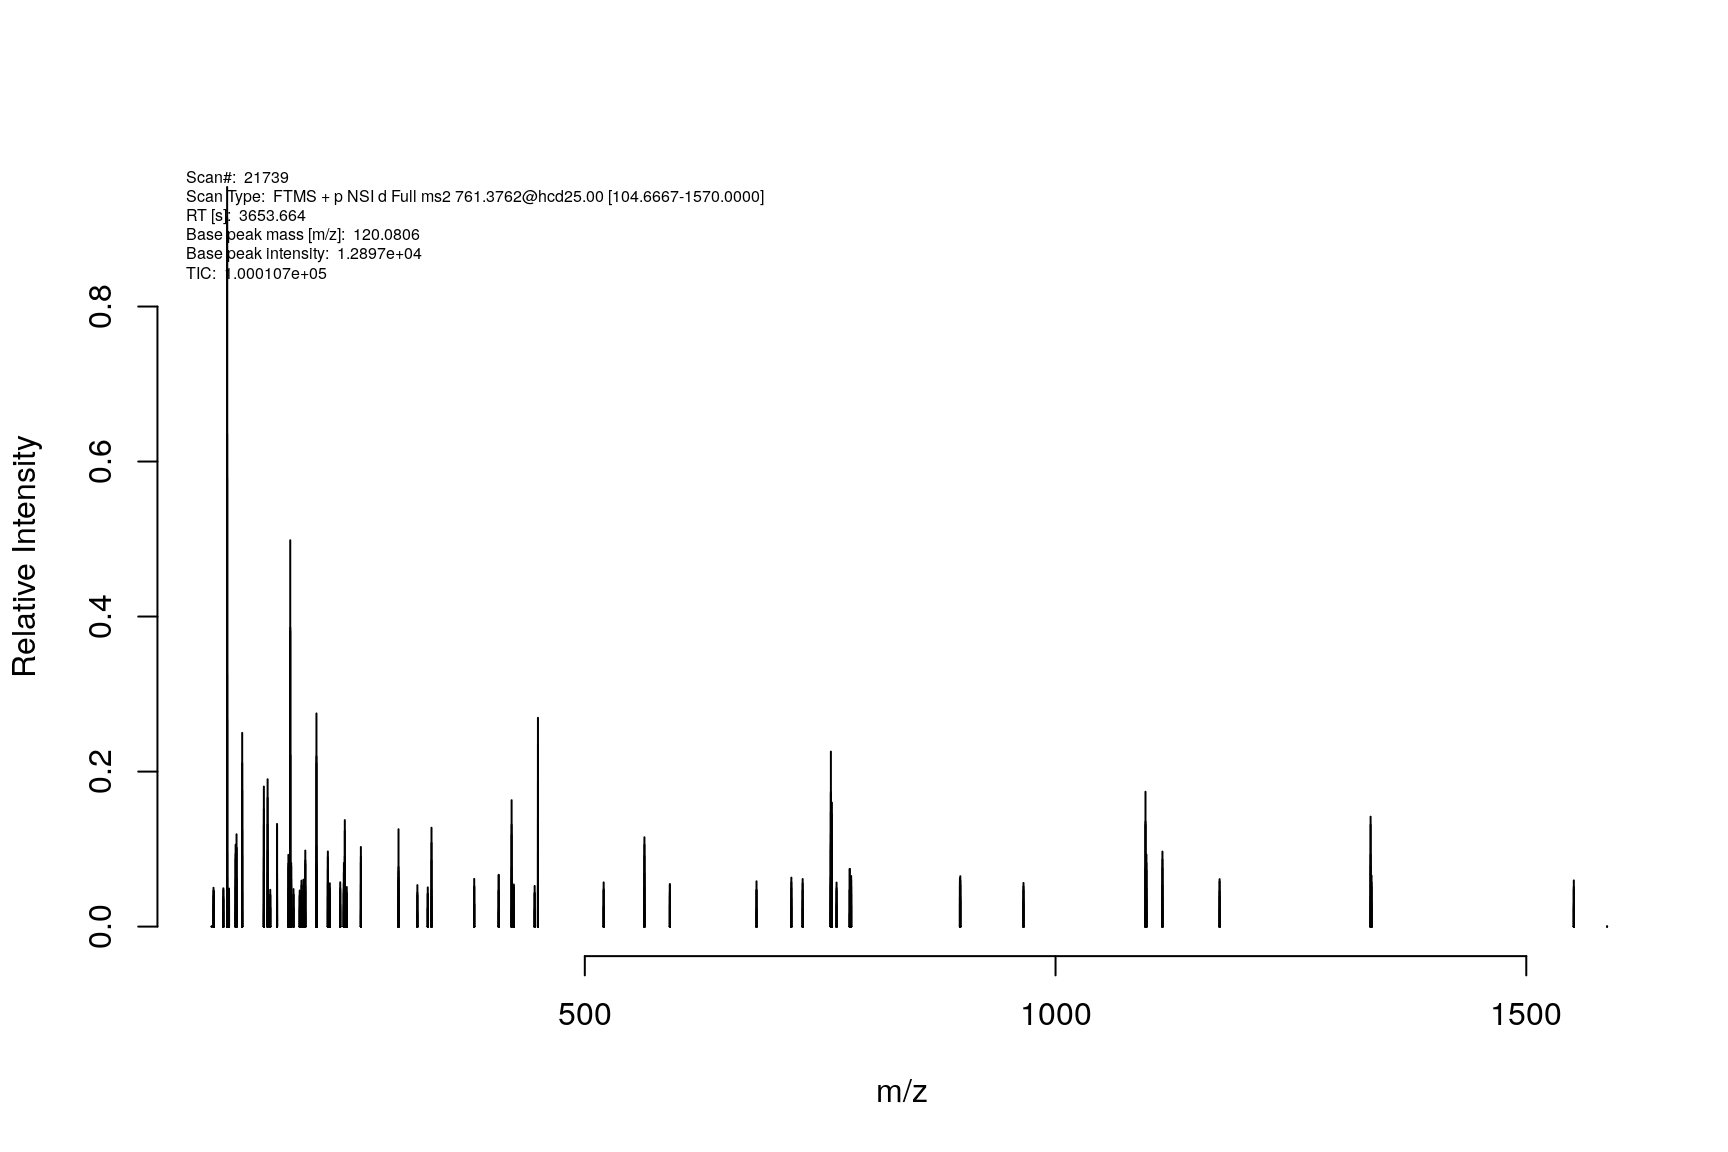 Scan#: 21739
Scan Type: FTMS + p NSI d Full ms2 761.3762@hcd25.00 [104.6667-1570.0000]
RT [s]: 3653.664
Base peak mass [m/z]: 120.0806
Base peak intensity: 1.2897e+04
TIC: 1.000107e+05
0.8
0.6
0.4
0.2
0.0
Relative Intensity
500 1000 1500
m/z